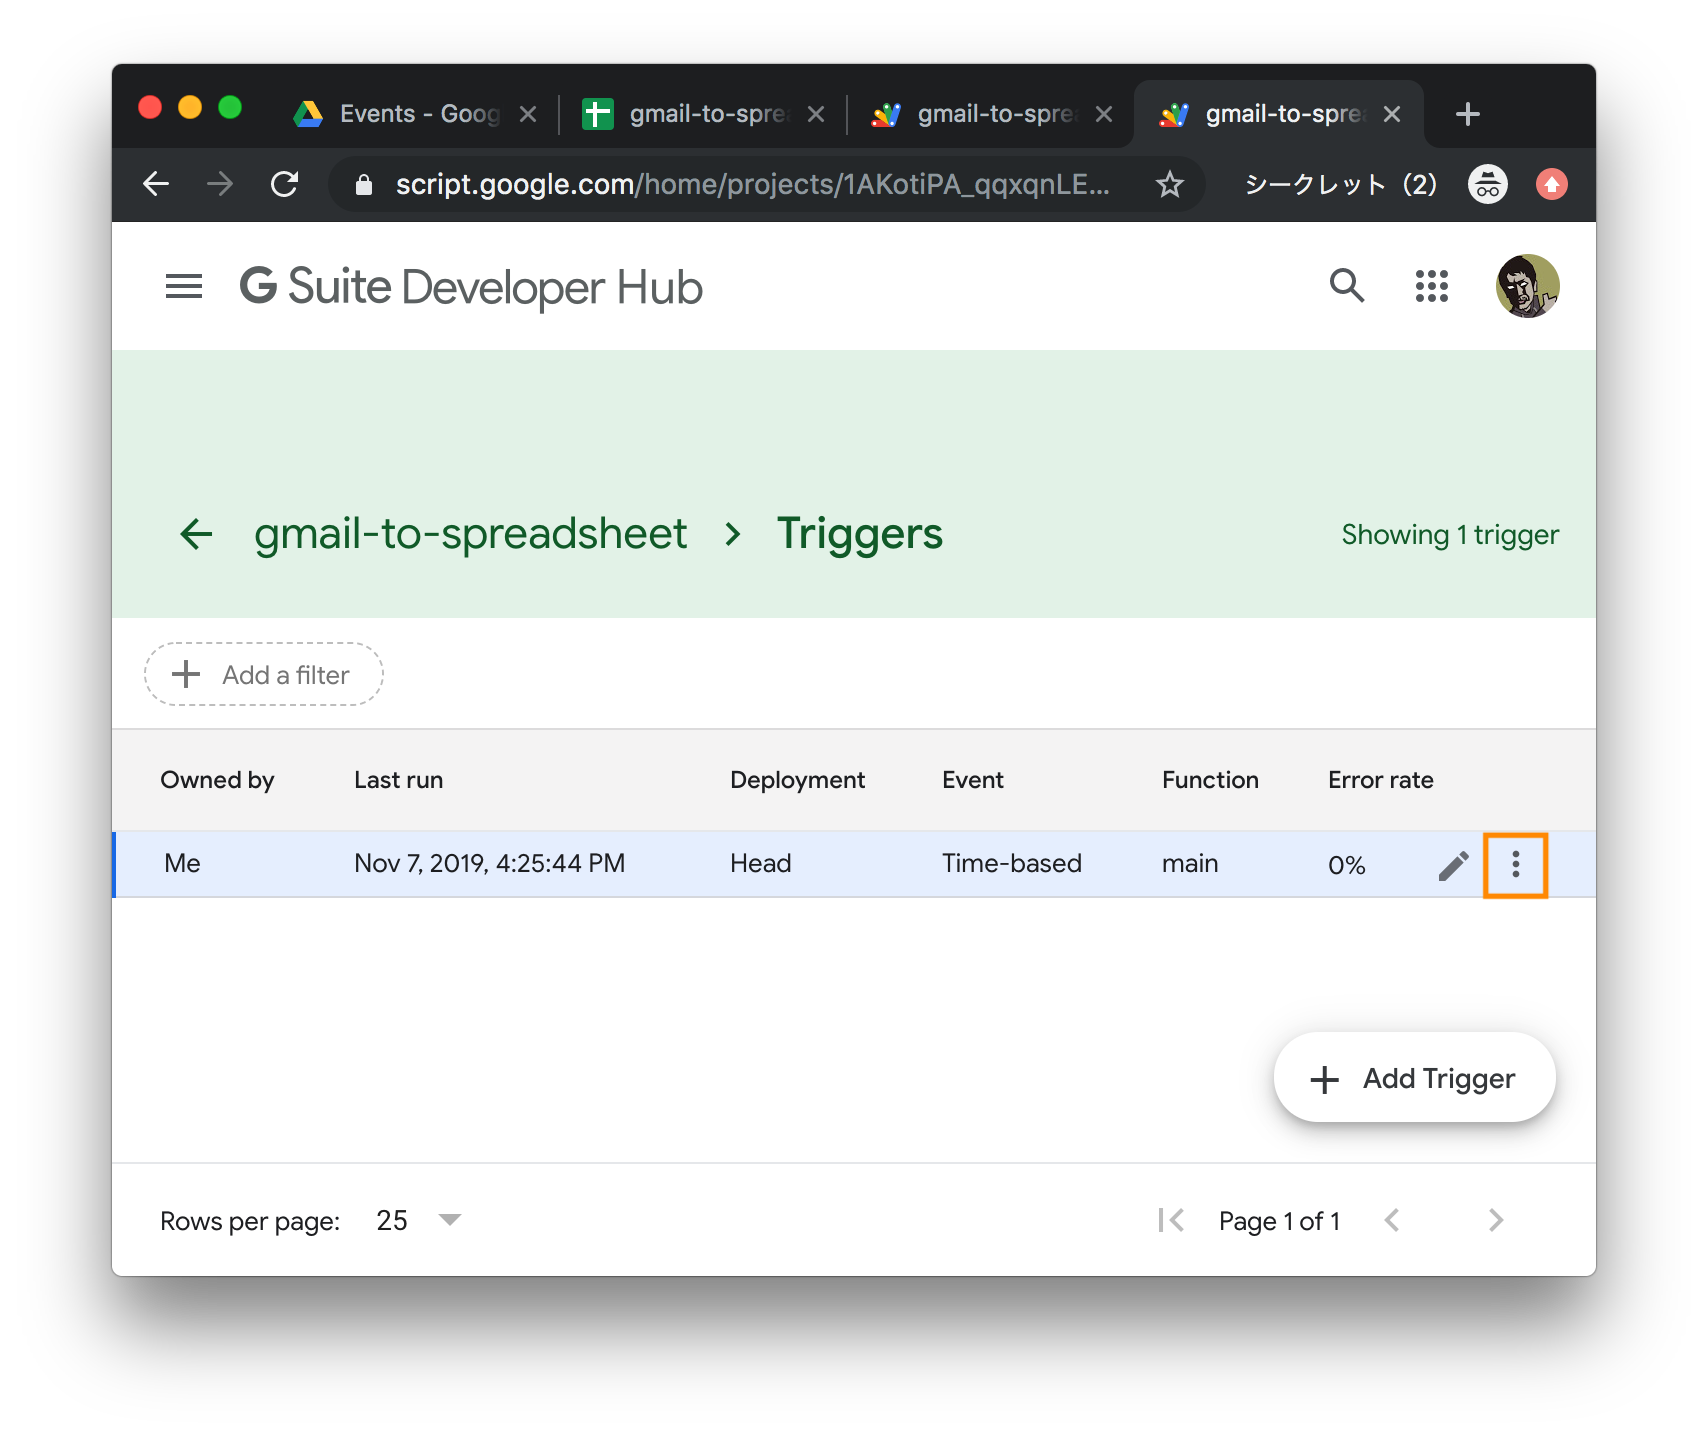 Events - Goog
gmail-to-sprea
gmail-to-sprea
gmail-to-sprea
script.google.com/home/projects/1AKotiPA_qqxqnLE...
シークレット（2）
G Suite Developer Hub
gmail-to-spreadsheet > Triggers
Showing 1 trigger
Add a filter
Owned by Last run Deployment Event Function Error rate
Me Nov 7, 2019, 4:25:44 PM Head Time-based main 0%
Add Trigger
Rows per page: 25
Page 1 of 1